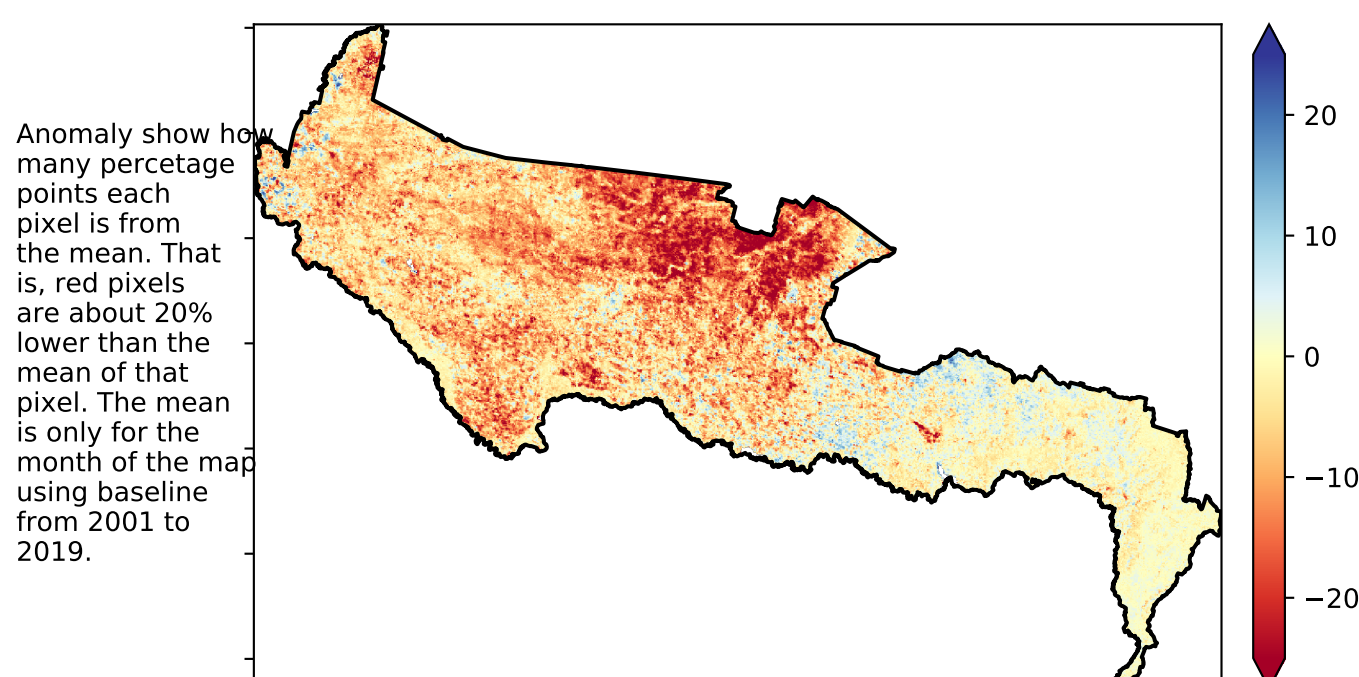 Anomaly show how
many percetage
points each
pixel is from
the mean. That
is, red pixels
are about 20%
lower than the
mean of that
pixel. The mean
is only for the
month of the map
using baseline
from 2001 to
2019.
20
10
0
−10
−20